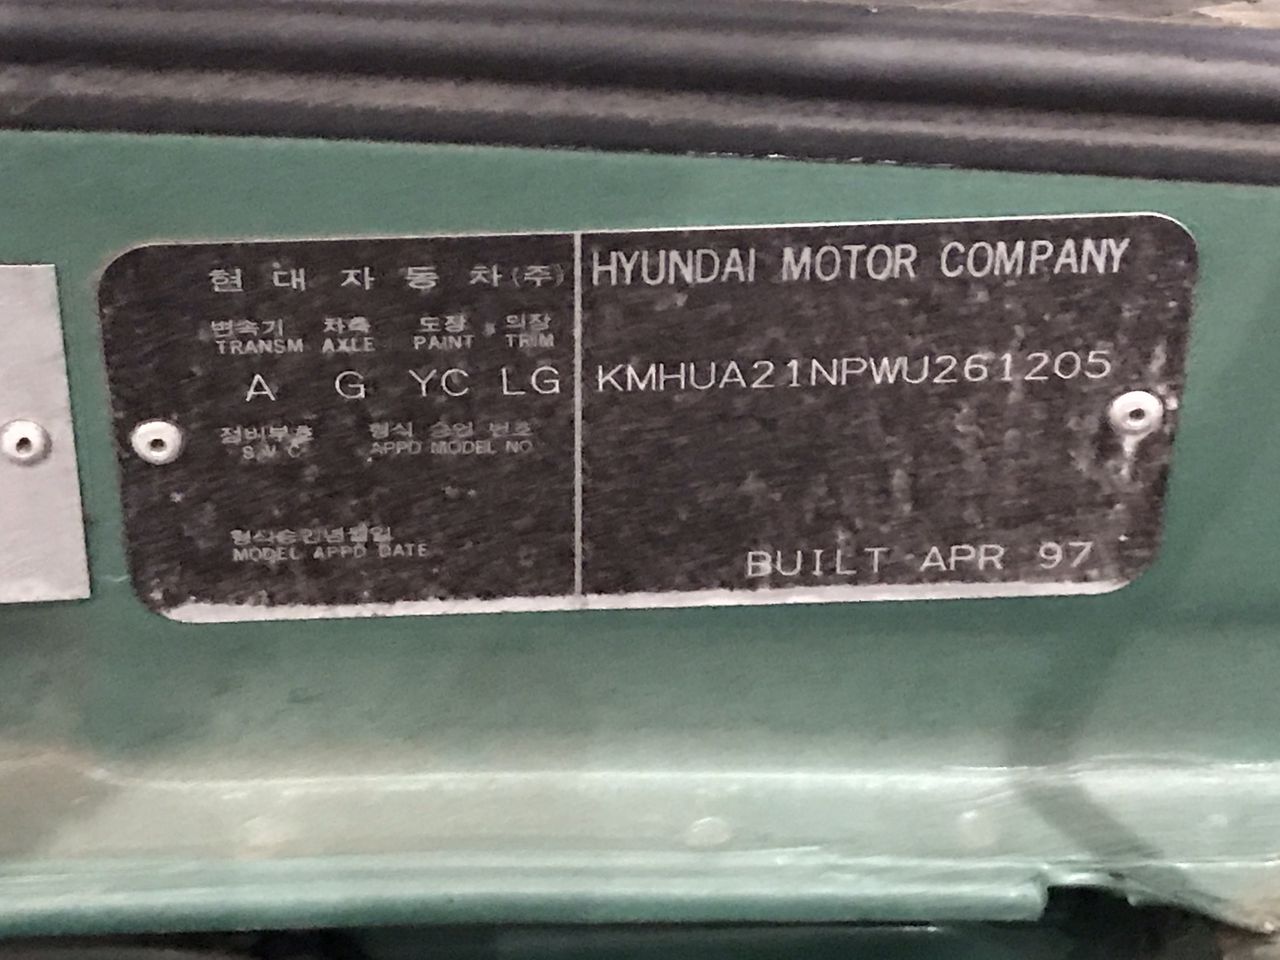 현대자동차(주)
변속기 차축 도장 의장
TRANSM AXLE PAINT TRIM
A G YC LG
정비부호 형식 승인 번호
S.V.C APPD MODEL NO
형식승인년월일
MODEL APPD DATE
HYUNDAI MOTOR COMPANY
KMHUA21NPWU261205
BUILT APR 97